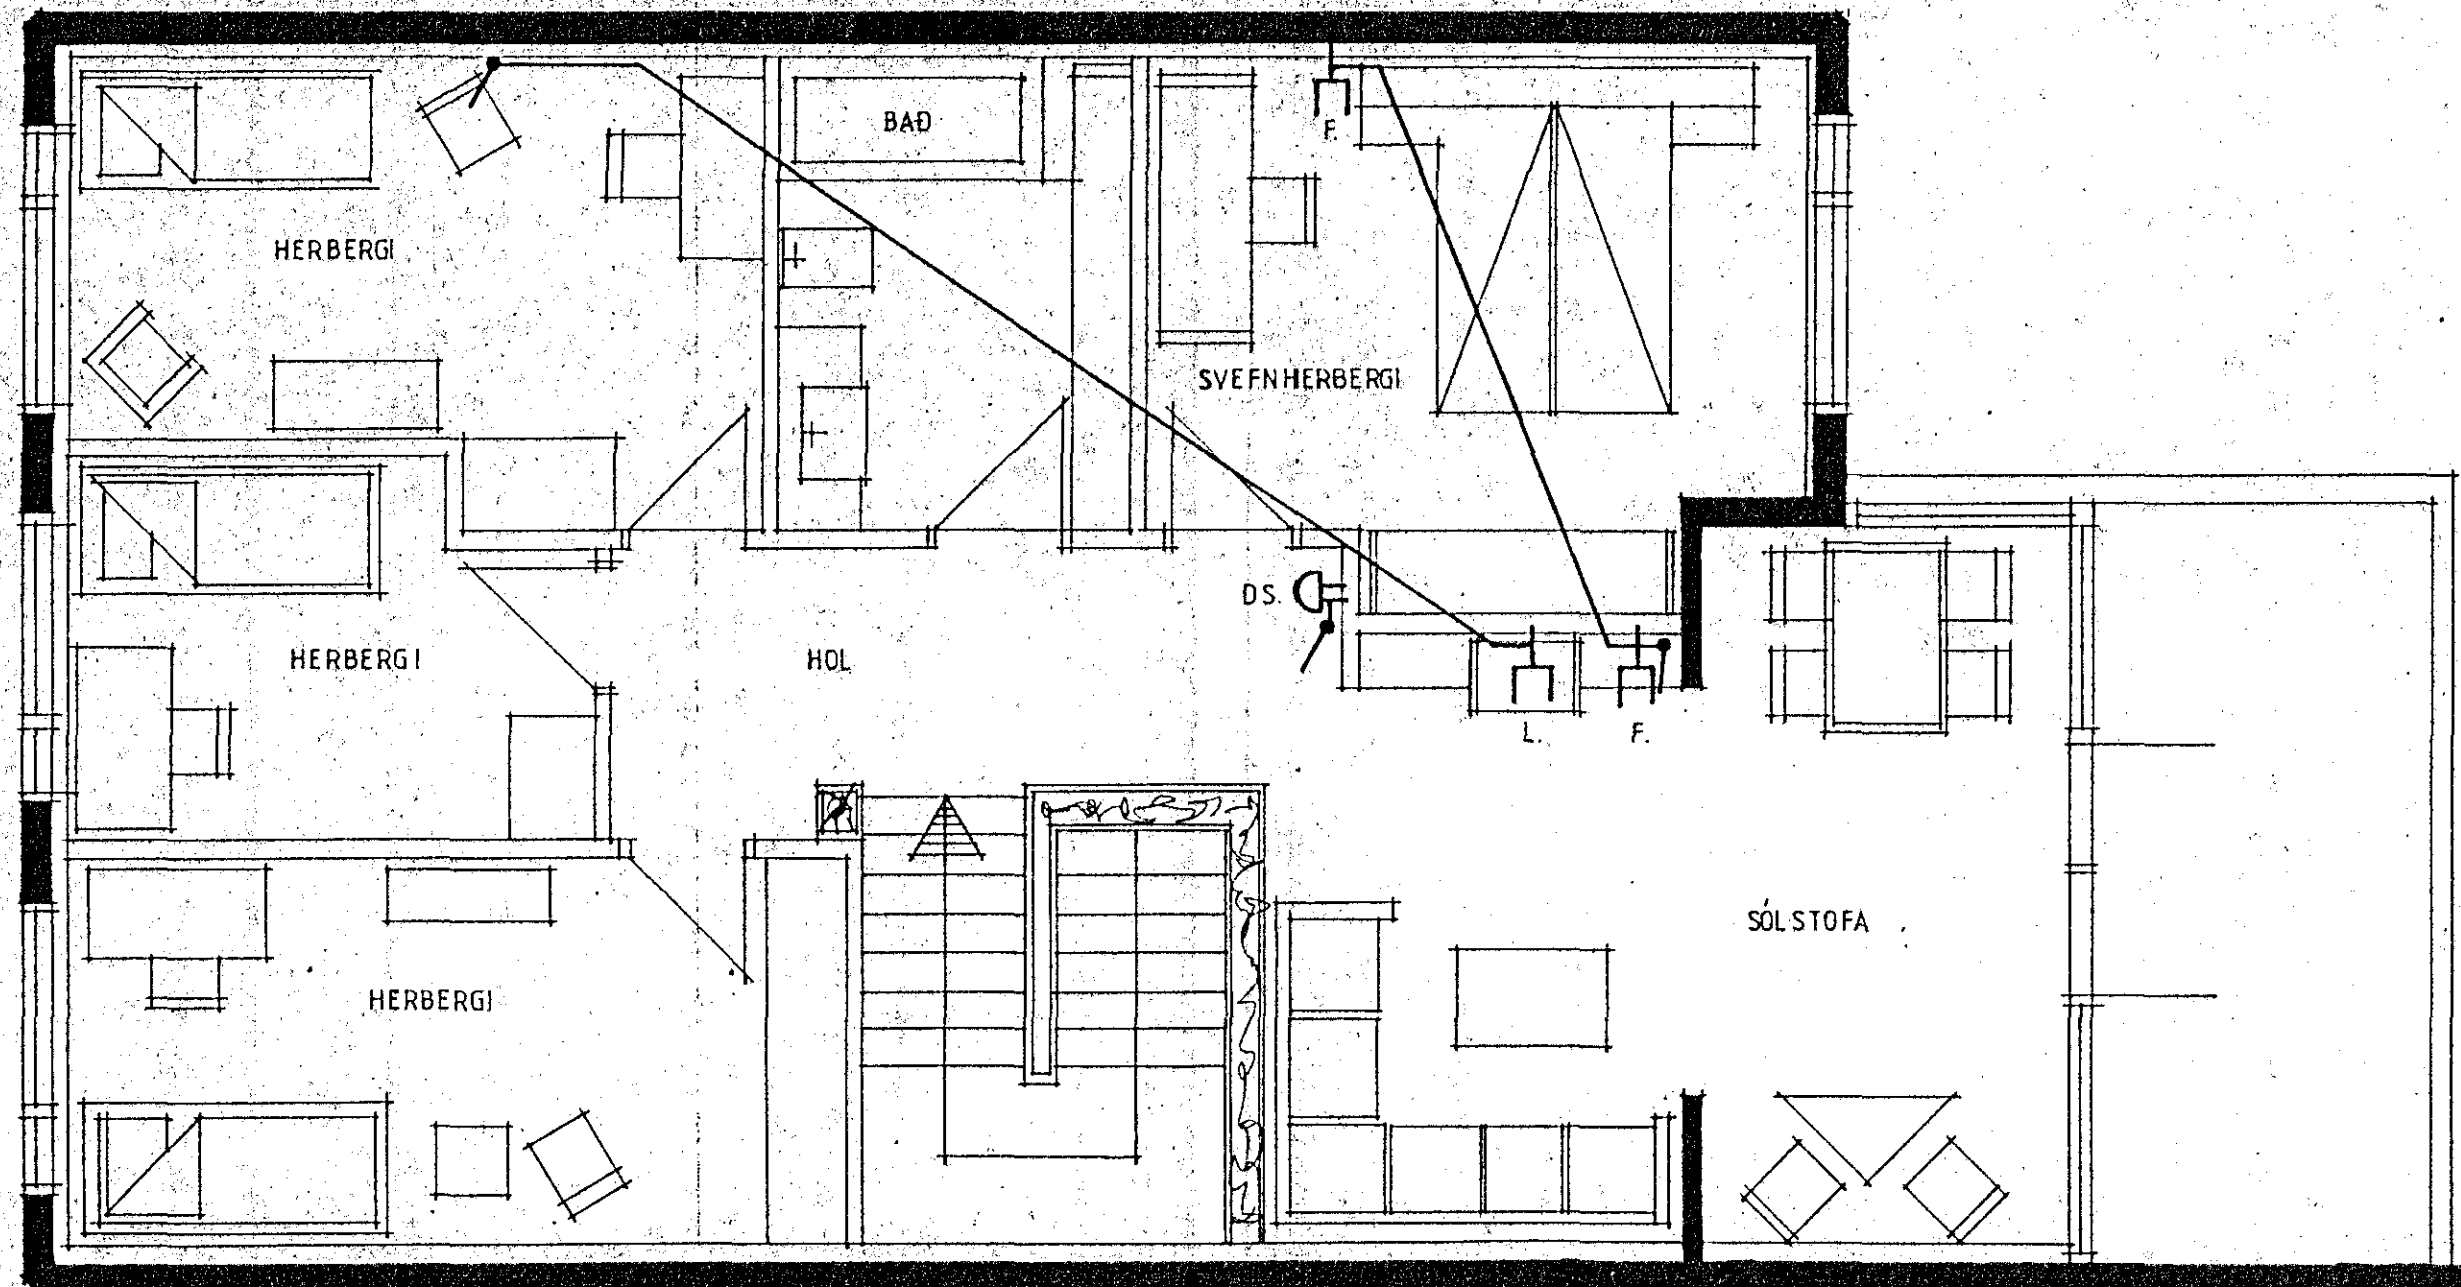 BAÐ
F.
HERBERGI
SVEFNHERBERGI
DS.
HERBERGI
HOL
L.
F.
SÓLSTOFA
HERBERGI